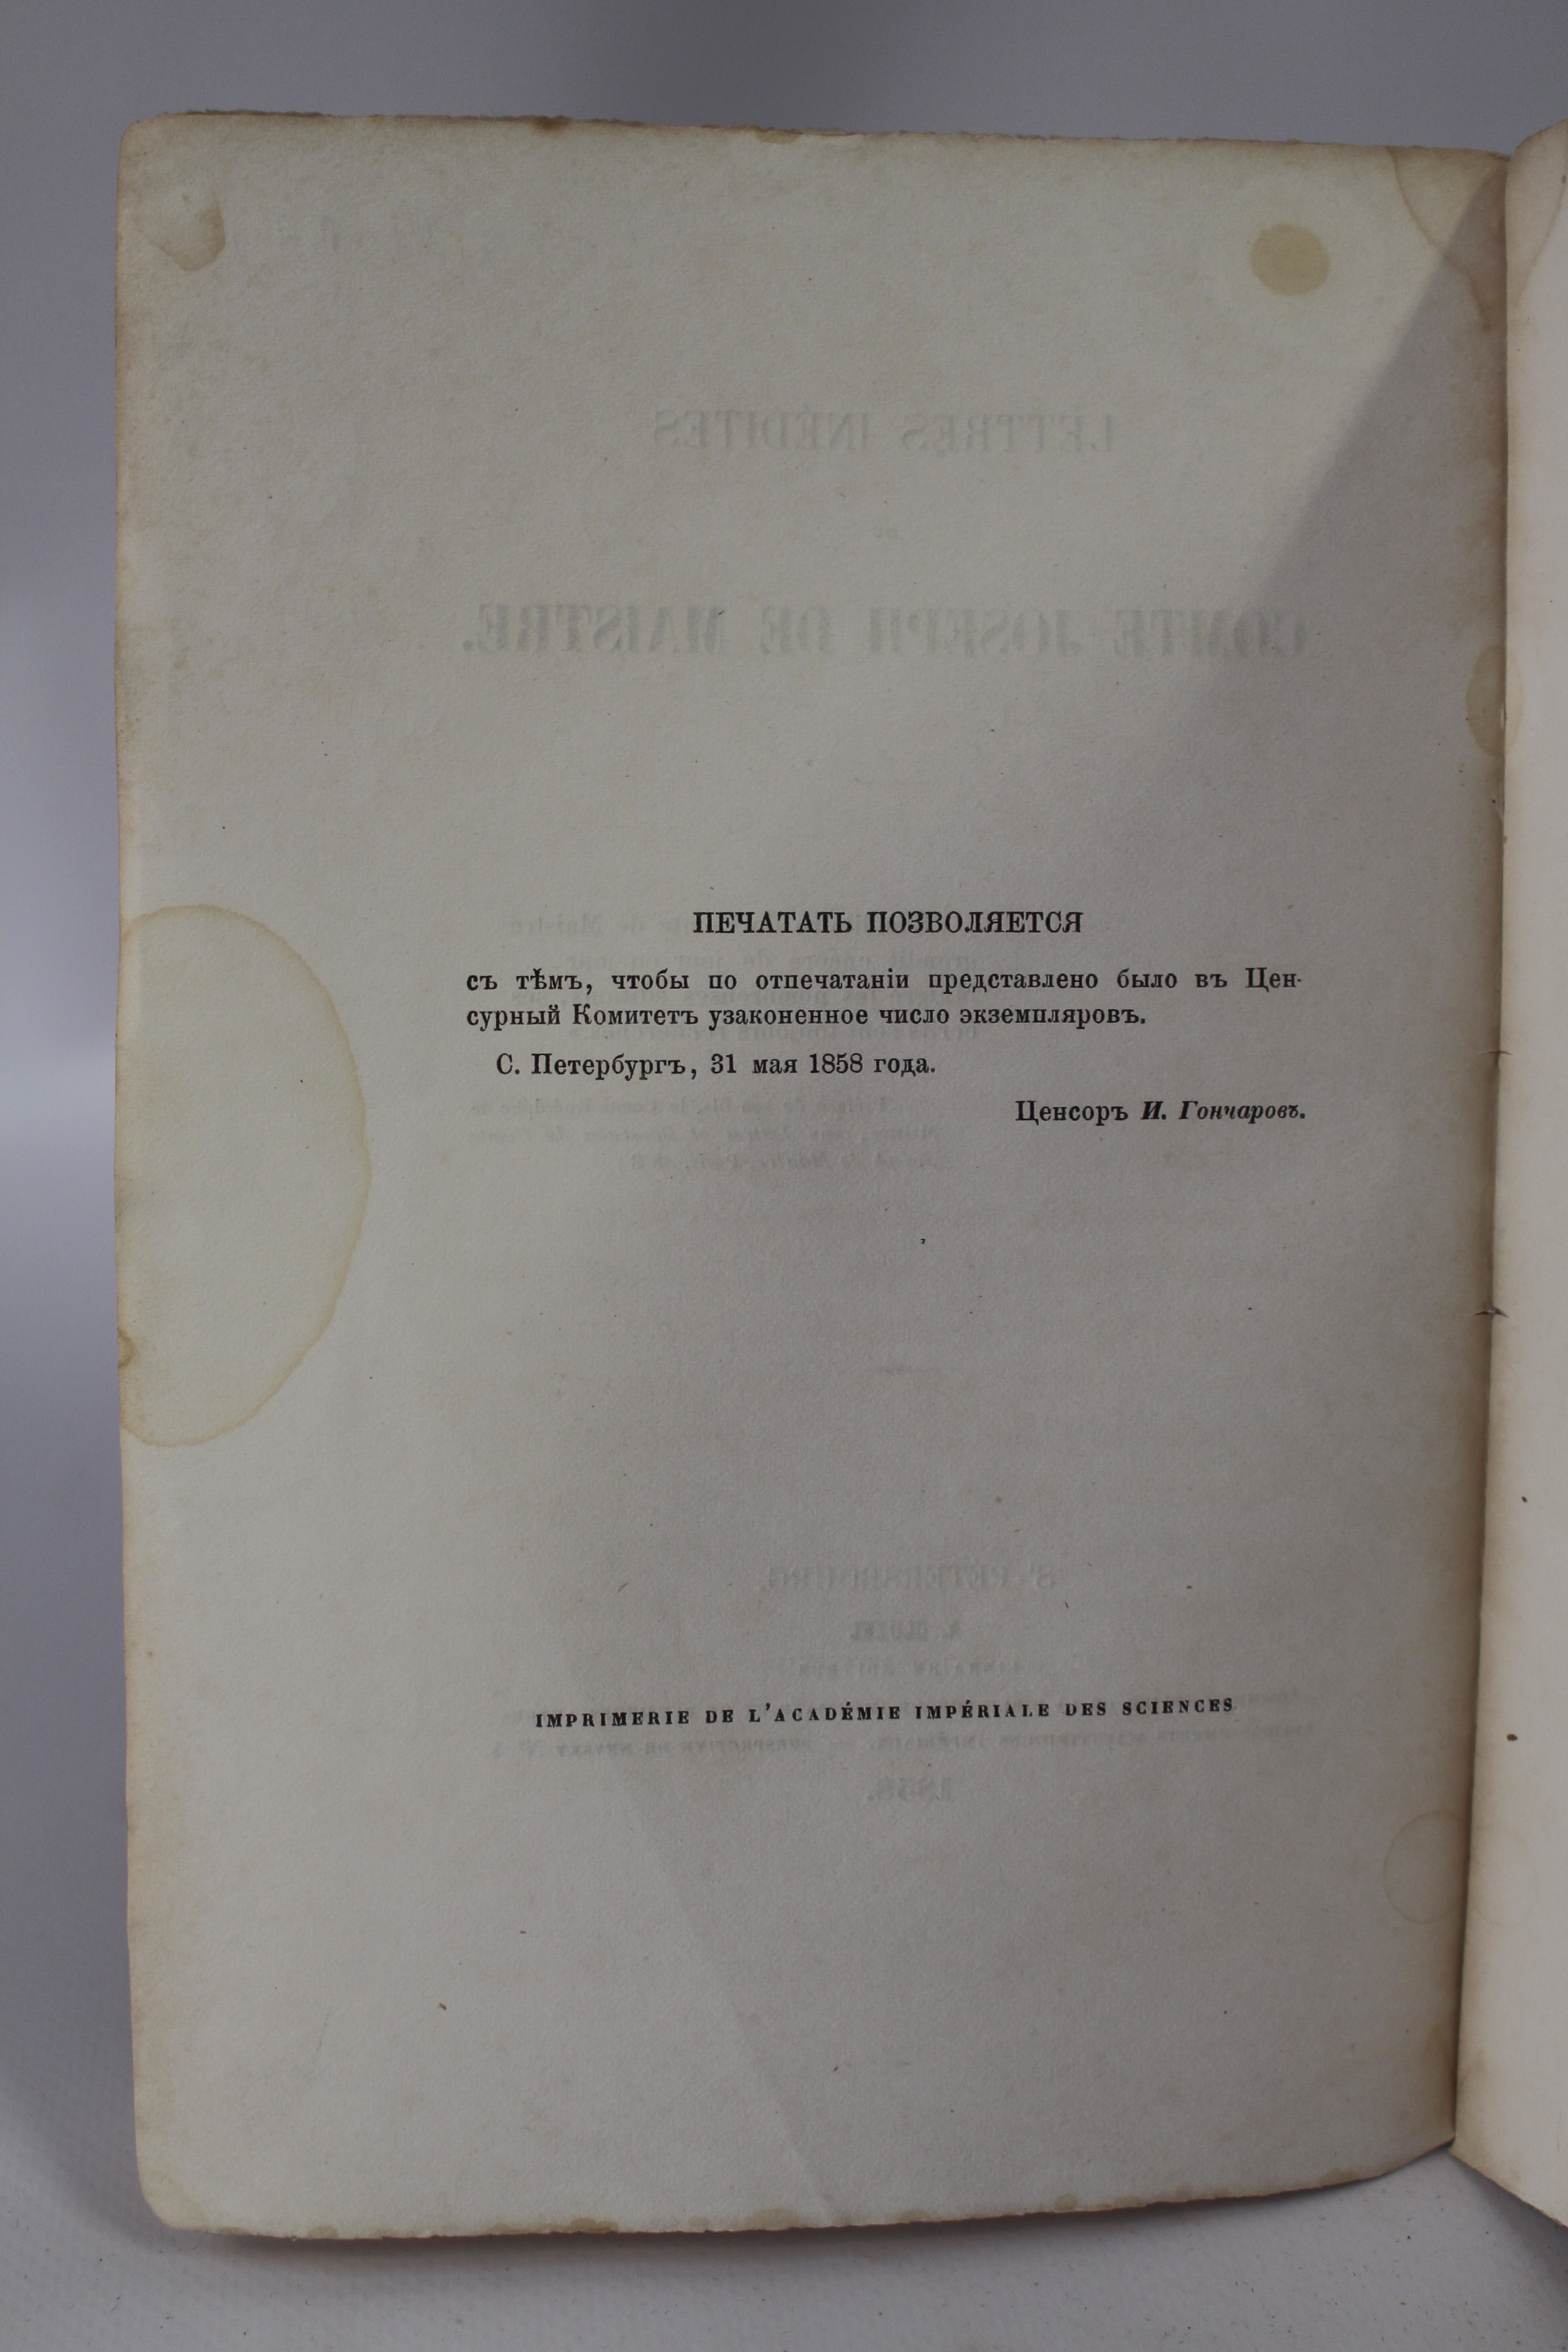 ПЕЧАТАТЬ ПОЗВОЛЯЕТСЯ
съ тѣмъ, чтобы по отпечатаніи представлено было въ Цен-
сурный Комитетъ узаконенное число экземпляровъ.
С. Петербургъ, 31 мая 1858 года.
Ценсоръ И. Гончаровъ.
IMPRIMERIE DE L'ACADÉMIE IMPÉRIALE DES SCIENCES